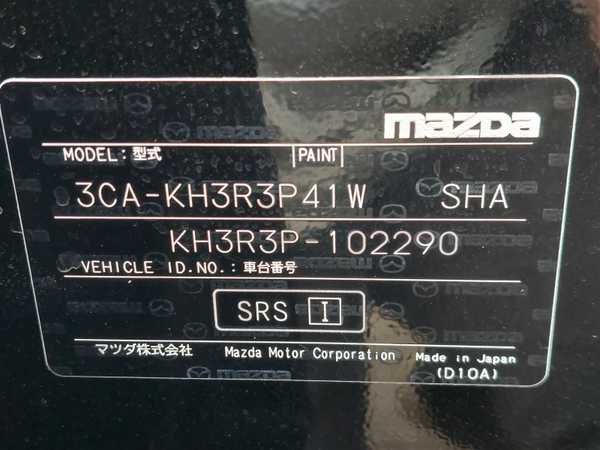 mazda
MODEL：型式 PAINT
3CA-KH3R3P41W SHA
KH3R3P-102290
VEHICLE ID.NO.：車台番号
SRS I
マツダ株式会社 Mazda Motor Corporation Made in Japan
(D10A)